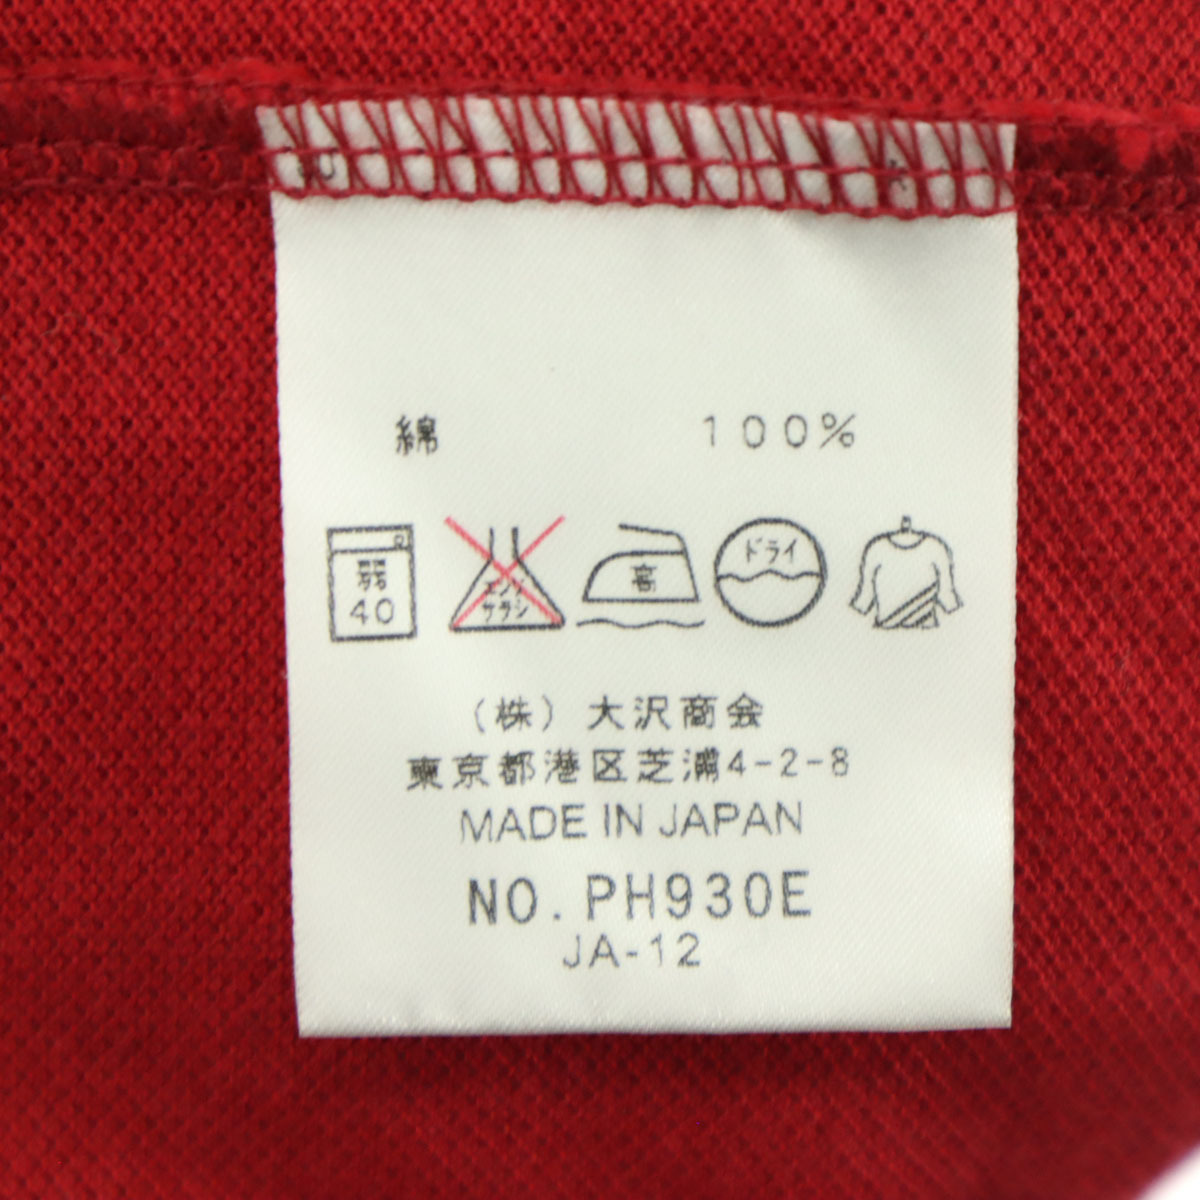 綿 100%
弱 40 エンソ サラシ 高 ドライ
(株) 大沢商会
東京都港区芝浦4-2-8
MADE IN JAPAN
NO. PH930E
JA-12